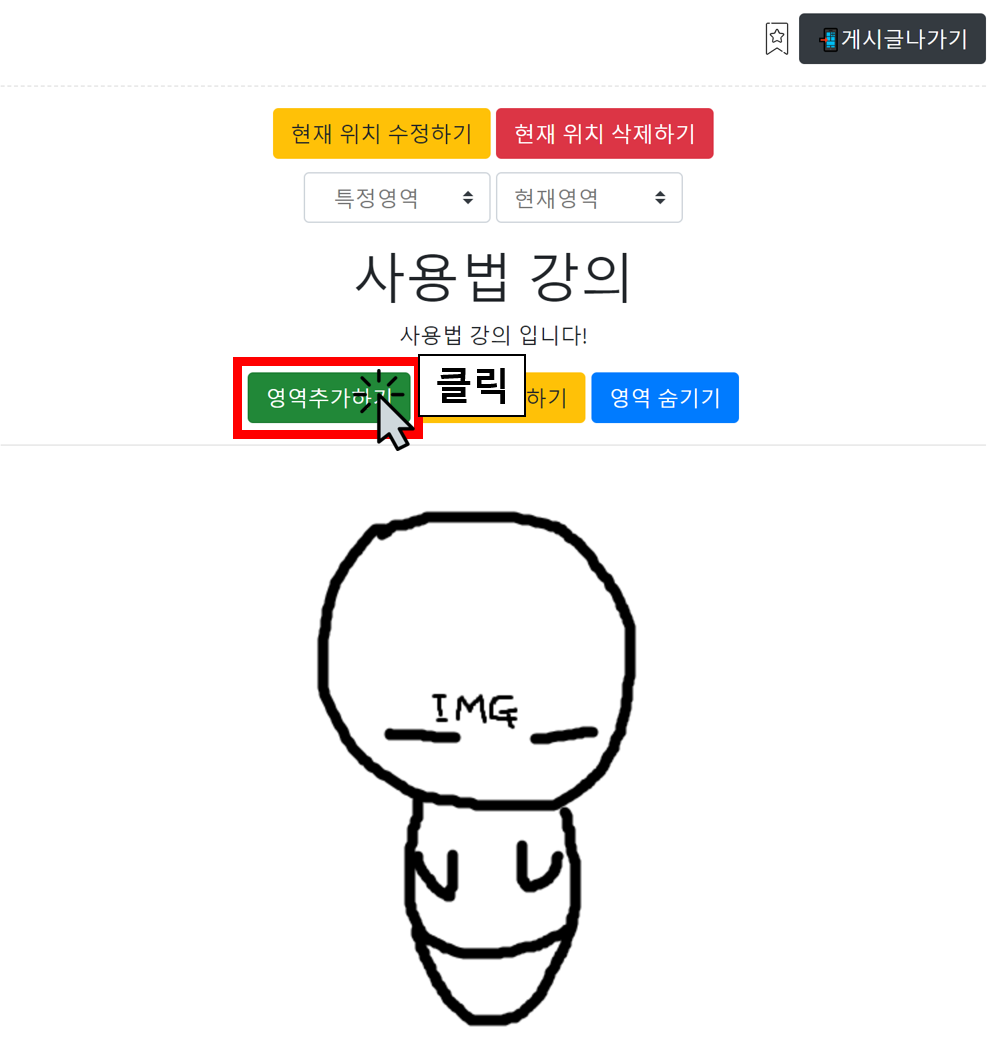 게시글나가기
현재 위치 수정하기 현재 위치 삭제하기
특정영역 현재영역
사용법 강의
사용법 강의 입니다!
영역추가하기 클릭 하기 영역 숨기기
IMG